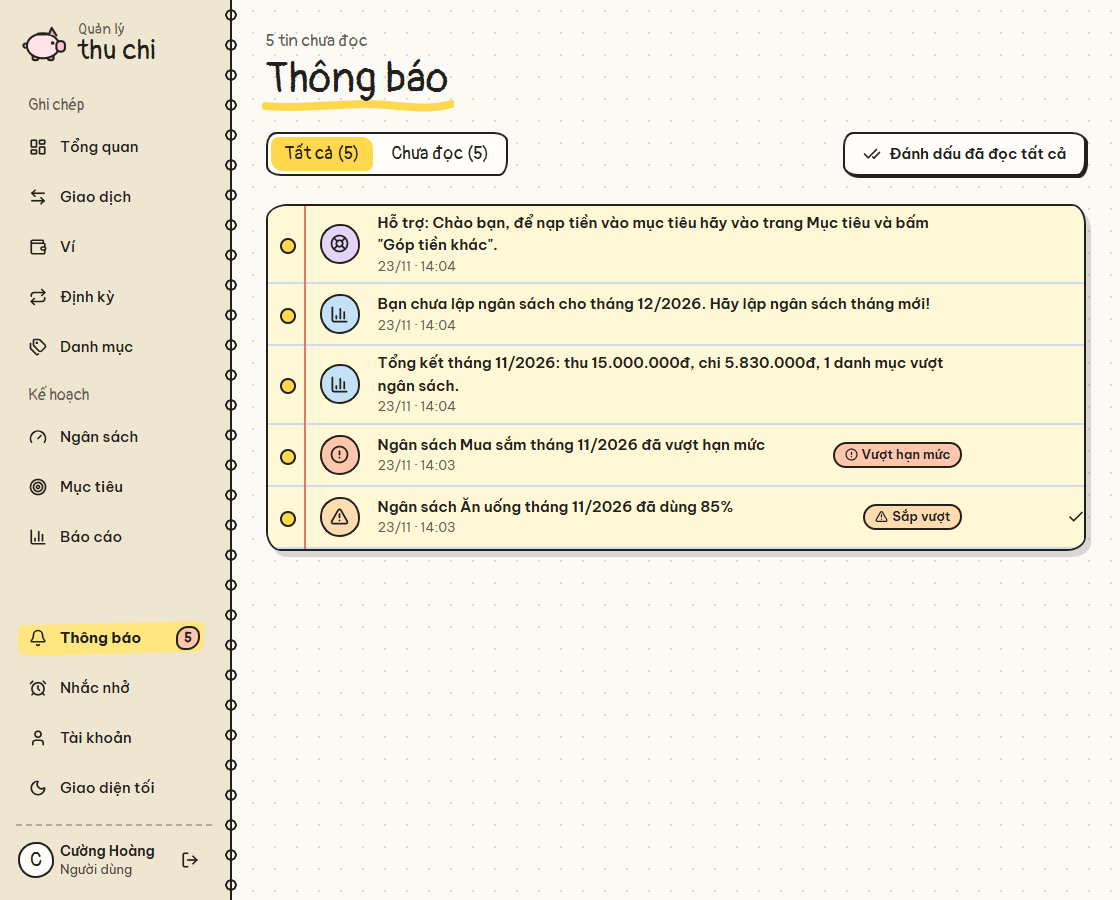 Quản lý
thu chi
Ghi chép
Tổng quan
Giao dịch
Ví
Định kỳ
Danh mục
Kế hoạch
Ngân sách
Mục tiêu
Báo cáo
Thông báo 5
Nhắc nhở
Tài khoản
Giao diện tối
C
Cường Hoàng
Người dùng
5 tin chưa đọc
Thông báo
Tất cả (5) Chưa đọc (5)
Đánh dấu đã đọc tất cả
Hỗ trợ: Chào bạn, để nạp tiền vào mục tiêu hãy vào trang Mục tiêu và bấm
"Góp tiền khác".
23/11 · 14:04
Bạn chưa lập ngân sách cho tháng 12/2026. Hãy lập ngân sách tháng mới!
23/11 · 14:04
Tổng kết tháng 11/2026: thu 15.000.000đ, chi 5.830.000đ, 1 danh mục vượt
ngân sách.
23/11 · 14:04
Ngân sách Mua sắm tháng 11/2026 đã vượt hạn mức
23/11 · 14:03
Vượt hạn mức
Ngân sách Ăn uống tháng 11/2026 đã dùng 85%
23/11 · 14:03
Sắp vượt